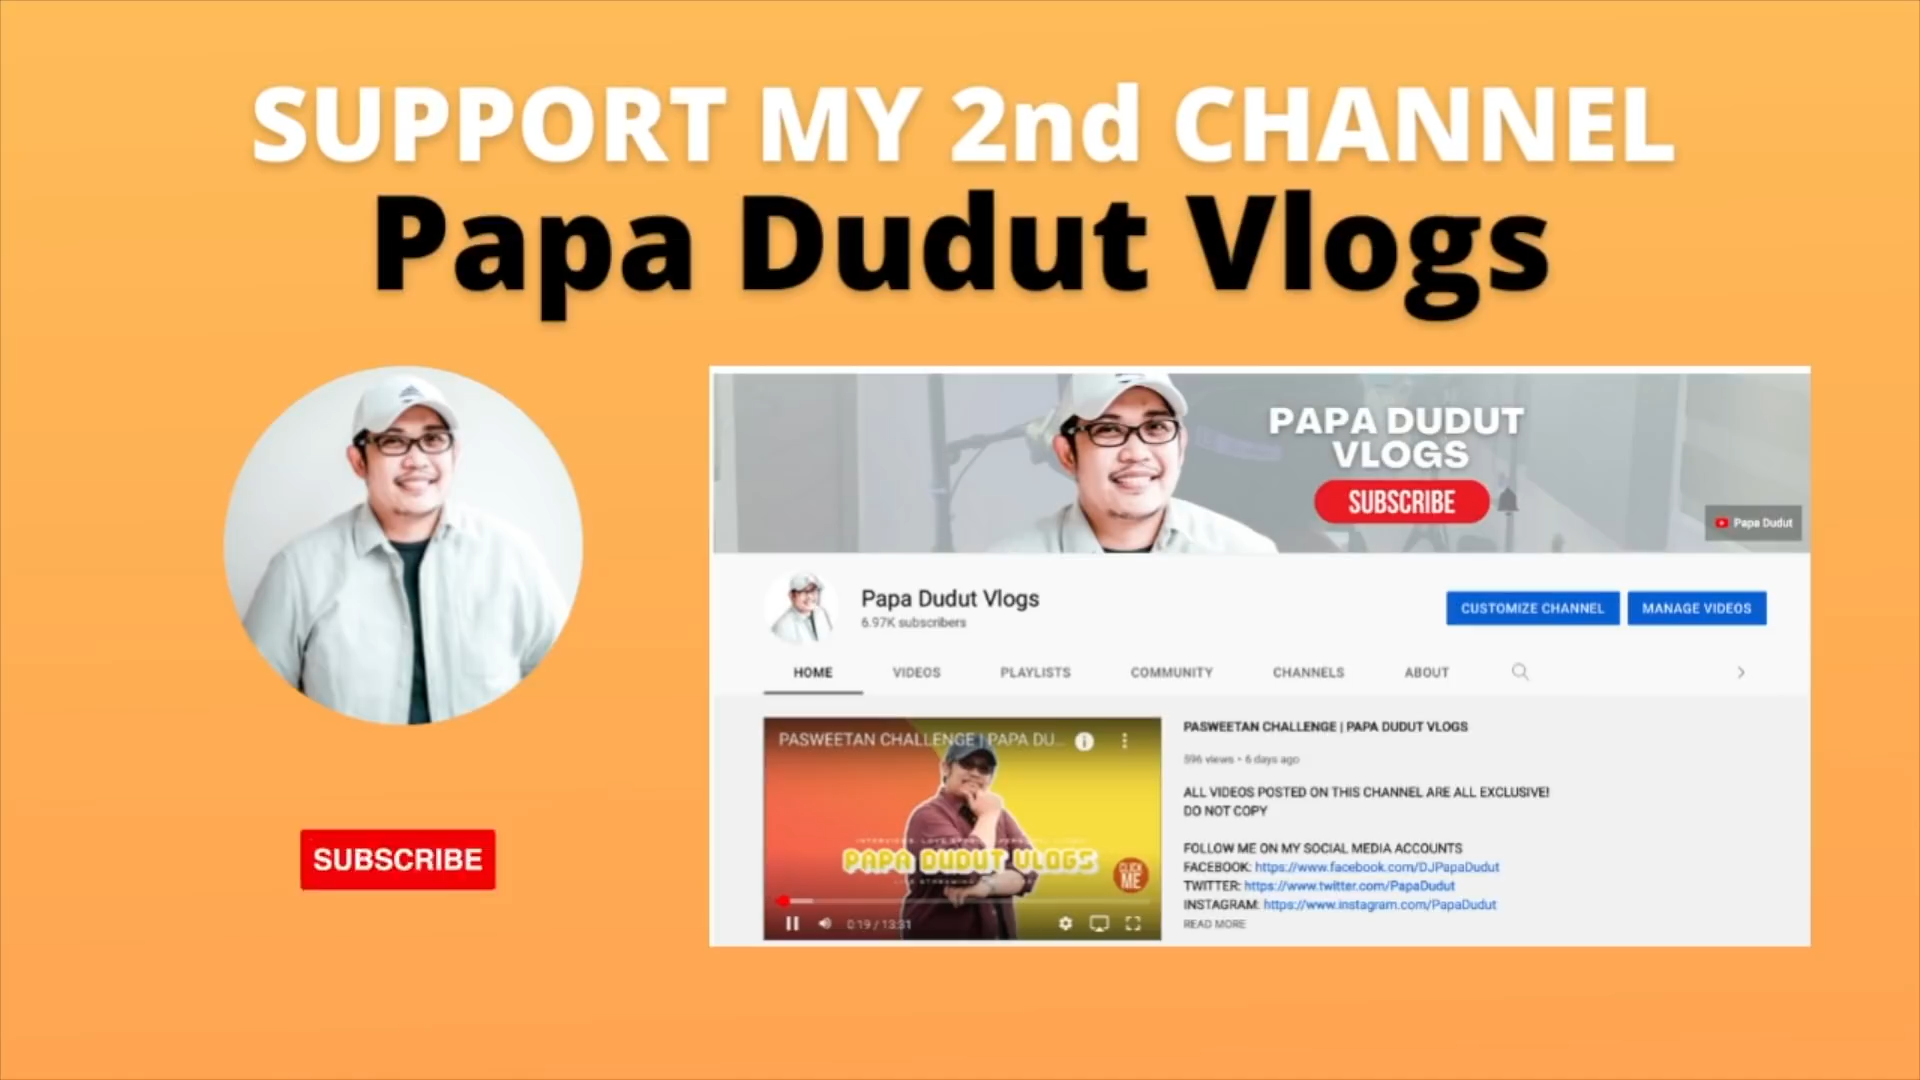 SUPPORT MY 2nd CHANNEL
Papa Dudut Vlogs
PAPA DUDUT
VLOGS
SUBSCRIBE
Papa Dudut
Papa Dudut Vlogs
6.97K subscribers
CUSTOMIZE CHANNEL
MANAGE VIDEOS
HOME VIDEOS PLAYLISTS COMMUNITY CHANNELS ABOUT
PASWEETAN CHALLENGE | PAPA DU...
PAPA DUDUT VLOGS
CLICK
ME
0:19 / 13:31
PASWEETAN CHALLENGE | PAPA DUDUT VLOGS
596 views • 6 days ago
ALL VIDEOS POSTED ON THIS CHANNEL ARE ALL EXCLUSIVE!
DO NOT COPY
FOLLOW ME ON MY SOCIAL MEDIA ACCOUNTS
FACEBOOK: https://www.facebook.com/DJPapaDudut
TWITTER: https://www.twitter.com/PapaDudut
INSTAGRAM: https://www.instagram.com/PapaDudut
READ MORE
SUBSCRIBE